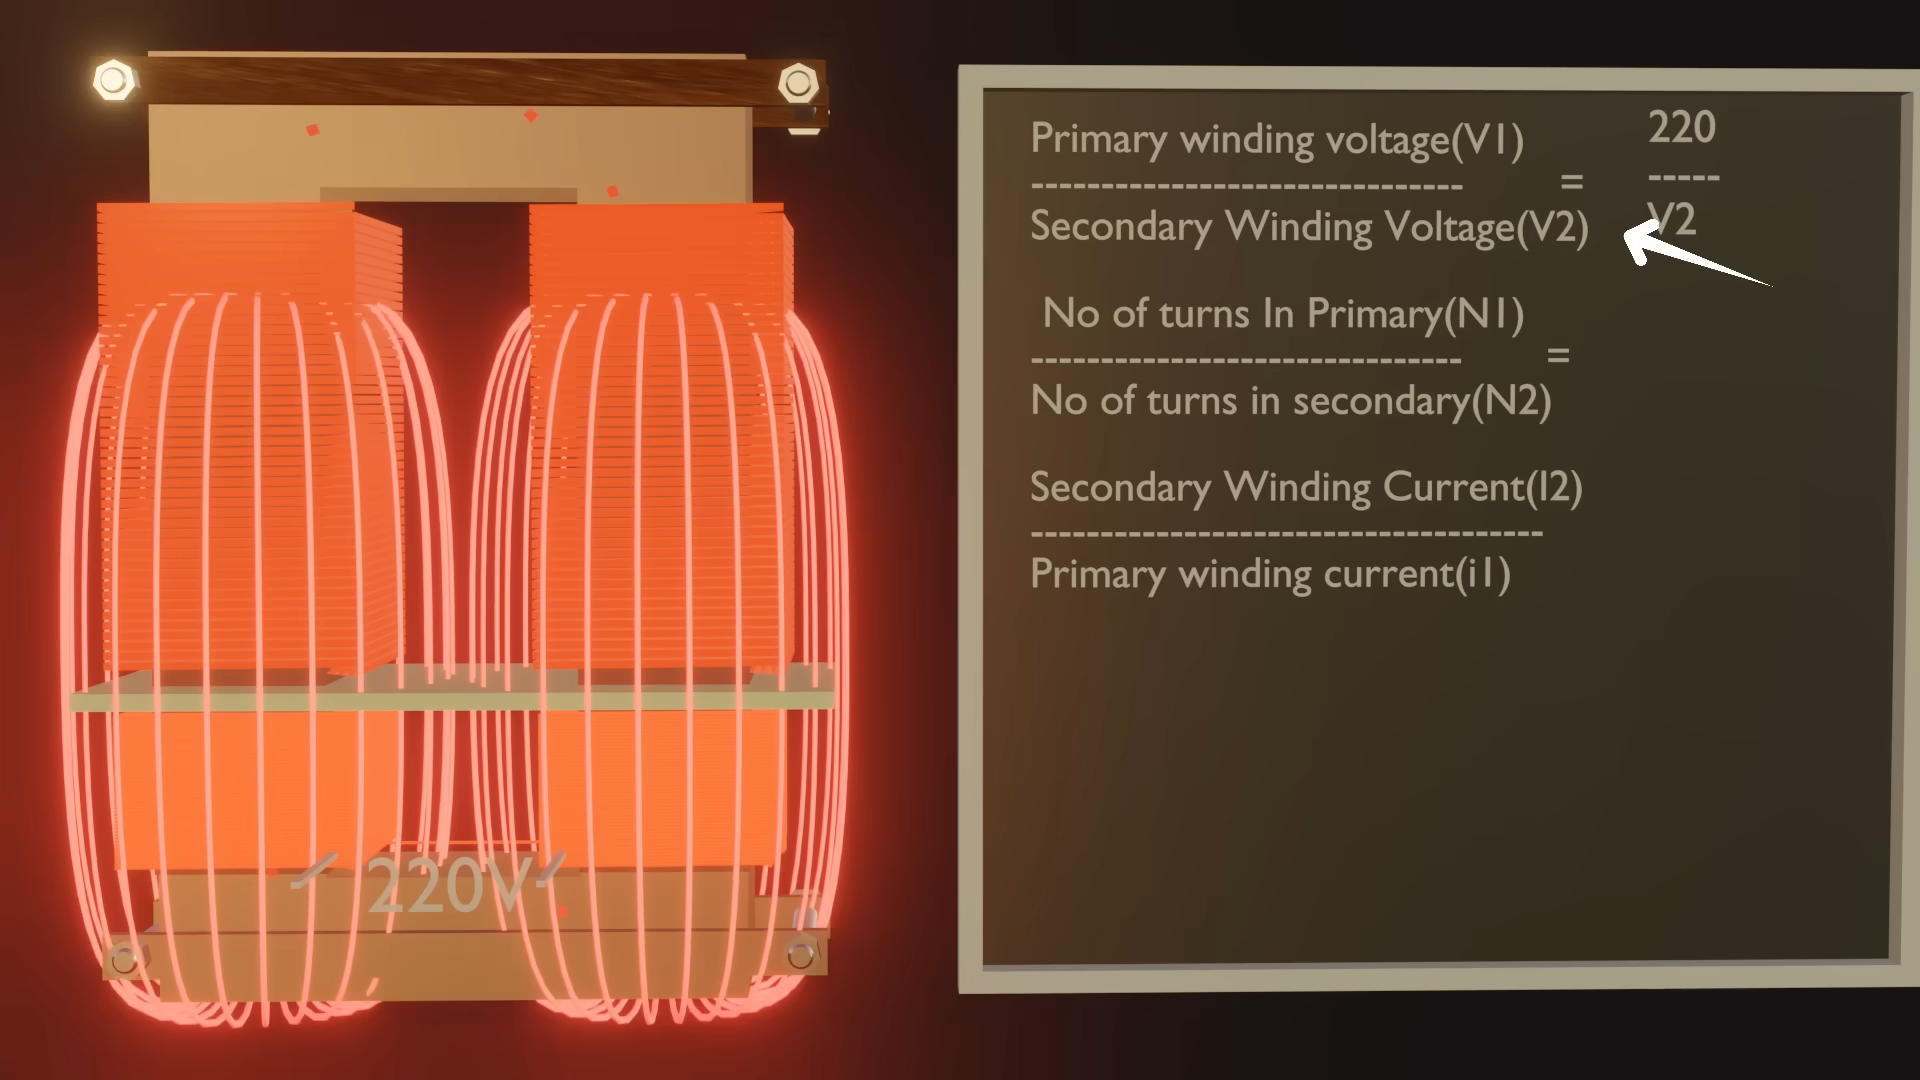 Primary winding voltage(V1)
220
---------------------------- = -----
Secondary Winding Voltage(V2)
V2
No of turns In Primary(N1)
---------------------------- =
No of turns in secondary(N2)
Secondary Winding Current(I2)
---------------------------------
Primary winding current(i1)
220V